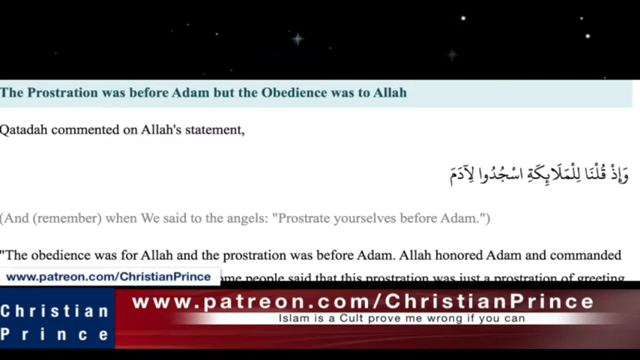 The Prostration was before Adam but the Obedience was to Allah
Qatadah commented on Allah's statement,
وَإِذْ قُلْنَا لِلْمَلَـئِكَةِ اسْجُدُوا لِآدَمَ
(And (remember) when We said to the angels: "Prostrate yourselves before Adam.")
"The obedience was for Allah and the prostration was before Adam. Allah honored Adam and commanded
www.patreon.com/ChristianPrince
some people said that this prostration was just a prostration of greeting
www.patreon.com/ChristianPrince
Christian
Prince
Islam is a Cult prove me wrong if you can